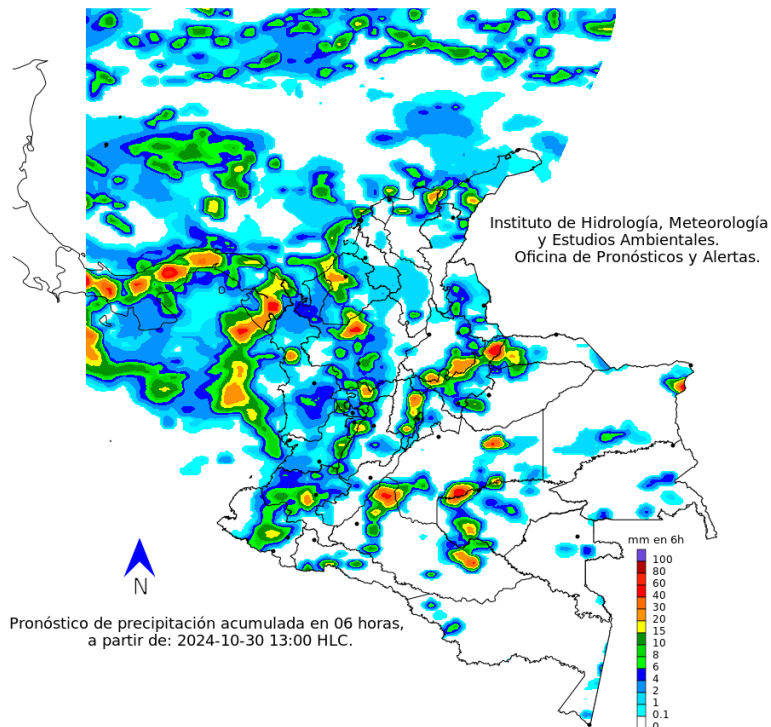 Instituto de Hidrología, Meteorología
y Estudios Ambientales.
Oficina de Pronósticos y Alertas.
mm en 6h
100
80
60
40
30
20
15
10
8
6
4
2
1
0.1
0
N
Pronóstico de precipitación acumulada en 06 horas,
a partir de: 2024-10-30 13:00 HLC.